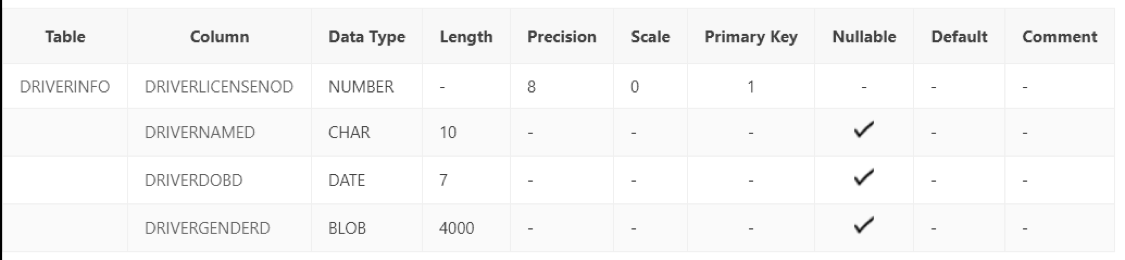 Table Column Data Type Length Precision Scale Primary Key Nullable Default Comment
DRIVERINFO DRIVERLICENSENOD NUMBER - 8 0 1 - - -
DRIVERNAMED CHAR 10 - - - ✓ - -
DRIVERDOBD DATE 7 - - - ✓ - -
DRIVERGENDERD BLOB 4000 - - - ✓ - -